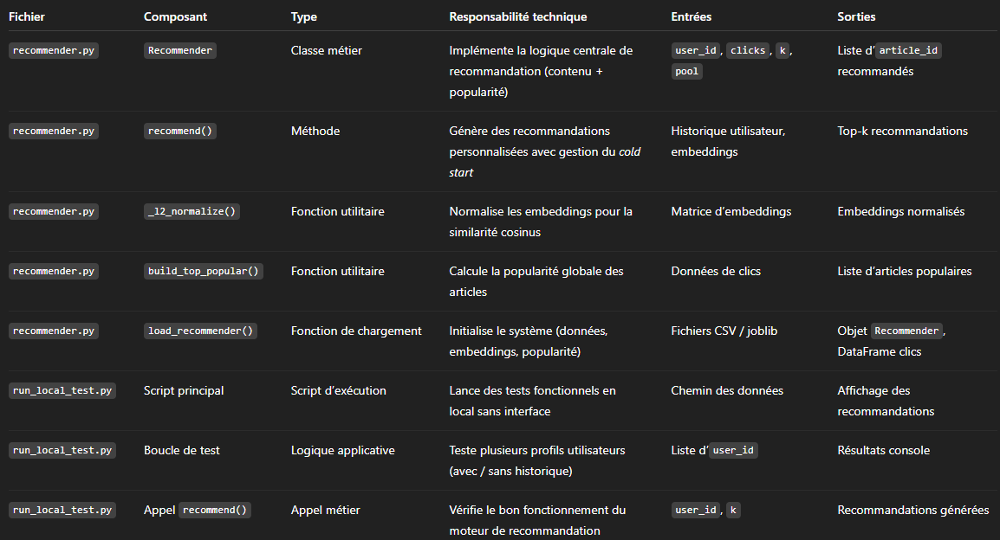 Fichier Composant Type Responsabilité technique Entrées Sorties
recommender.py Recommender Classe métier Implémente la logique centrale de user_id, clicks, k, Liste d’article_id
recommandation (contenu + pool recommandés
popularité)
recommender.py recommend() Méthode Génère des recommandations Historique utilisateur, Top-k recommandations
personnalisées avec gestion du cold embeddings
start
recommender.py _l2_normalize() Fonction utilitaire Normalise les embeddings pour la Matrice d’embeddings Embeddings normalisés
similarité cosinus
recommender.py build_top_popular() Fonction utilitaire Calcule la popularité globale des Données de clics Liste d’articles populaires
articles
recommender.py load_recommender() Fonction de chargement Initialise le système (données, Fichiers CSV / joblib Objet Recommender,
embeddings, popularité) DataFrame clics
run_local_test.py Script principal Script d’exécution Lance des tests fonctionnels en Chemin des données Affichage des
local sans interface recommandations
run_local_test.py Boucle de test Logique applicative Teste plusieurs profils utilisateurs Liste d’user_id Résultats console
(avec / sans historique)
run_local_test.py Appel recommend() Appel métier Vérifie le bon fonctionnement du user_id, k Recommandations générées
moteur de recommandation